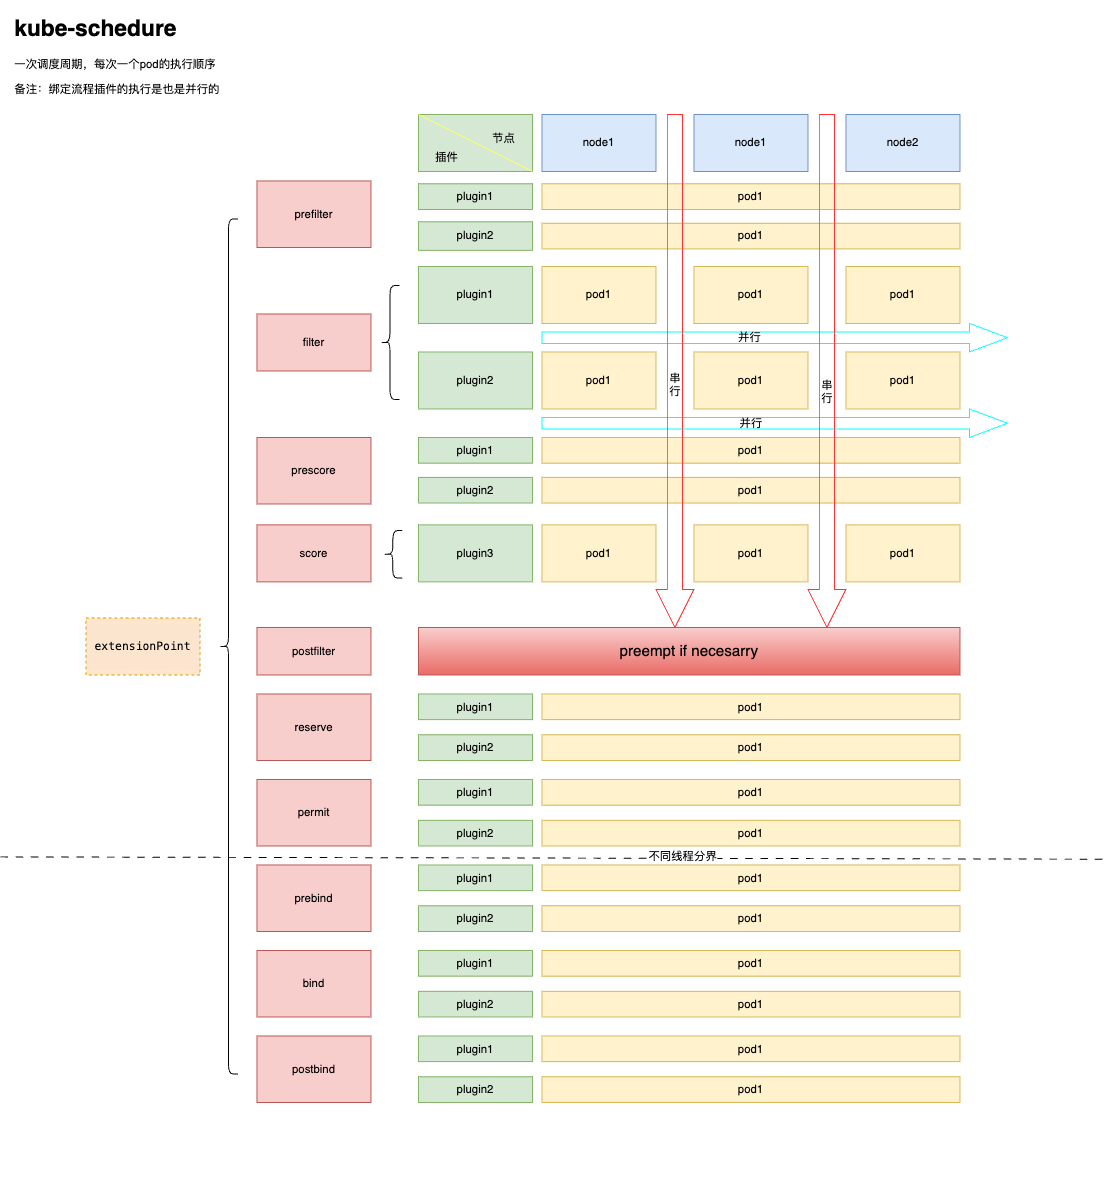 kube-schedure
一次调度周期，每次一个pod的执行顺序
备注：绑定流程插件的执行是也是并行的
节点
插件
node1
node1
node2
prefilter
plugin1
pod1
plugin2
pod1
filter
plugin1
pod1
pod1
pod1
并行
plugin2
pod1
串行
pod1
串行
pod1
并行
prescore
plugin1
pod1
plugin2
pod1
score
plugin3
pod1
pod1
pod1
extensionPoint
postfilter
preempt if necesarry
reserve
plugin1
pod1
plugin2
pod1
permit
plugin1
pod1
plugin2
pod1
不同线程分界
prebind
plugin1
pod1
plugin2
pod1
bind
plugin1
pod1
plugin2
pod1
postbind
plugin1
pod1
plugin2
pod1